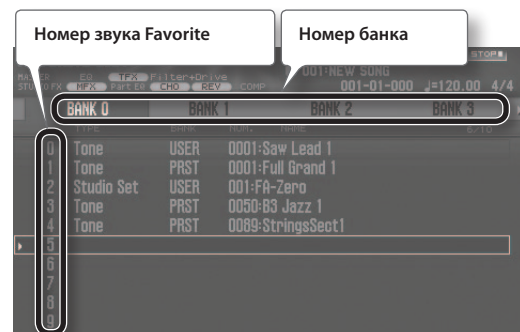 Номер звука Favorite
Номер банка
STOP
MASTER EQ TFX Filter+Drive 001:NEW SONG
STUDIO FX MFX Part EQ CHO REV COMP 001-01-000 ♩=120.00 4/4
BANK 0 BANK 1 BANK 2 BANK 3
TYPE BANK NUM. NAME 6/10
0 Tone USER 0001:Saw Lead 1
1 Tone PRST 0001:Full Grand 1
2 Studio Set USER 001:FA-Zero
3 Tone PRST 0050:B3 Jazz 1
4 Tone PRST 0089:StringsSect1
5
6
7
8
9